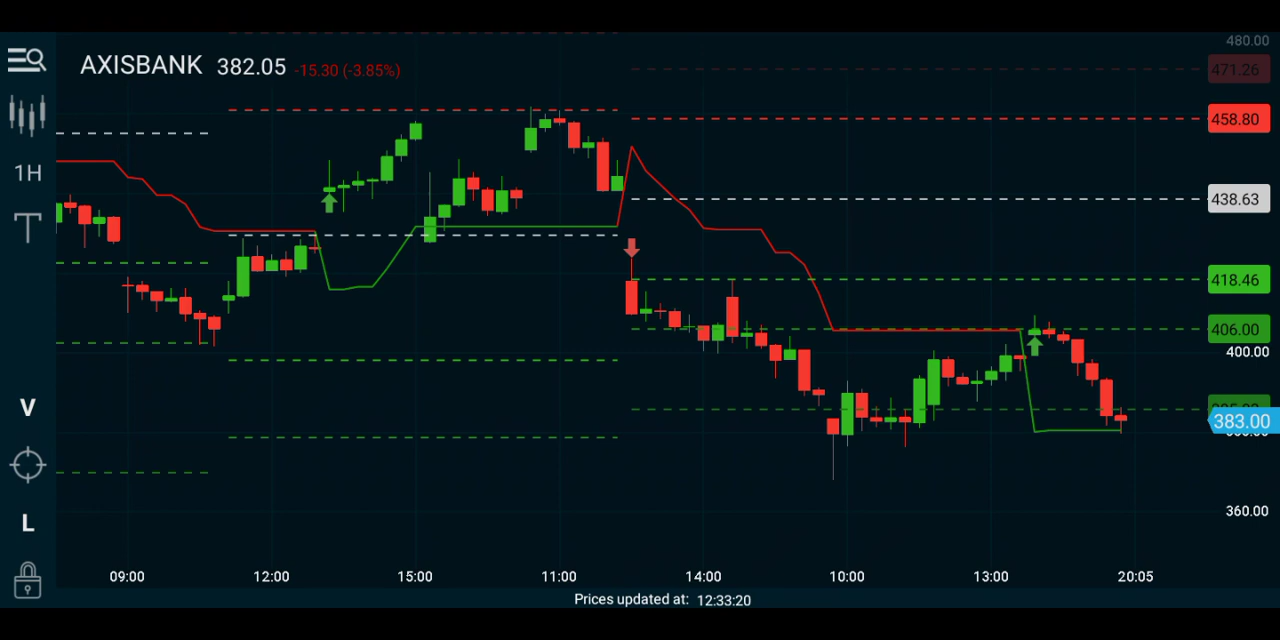 480.00
AXISBANK 382.05 -15.30 (-3.85%)
471.26
458.80
1H
438.63
T
418.46
406.00
400.00
V
383.00
360.00
L
09:00 12:00 15:00 11:00 14:00 10:00 13:00 20:05
Prices updated at: 12:33:20